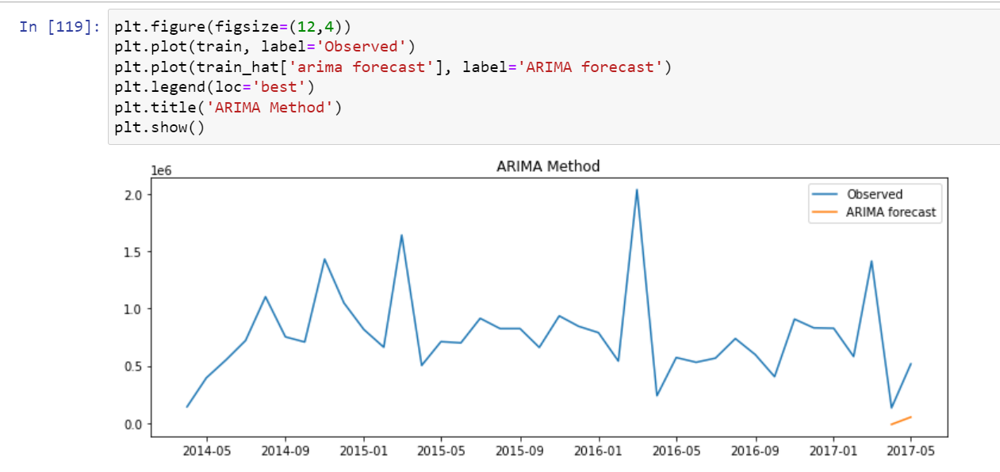 In [119]:
plt.figure(figsize=(12,4))
plt.plot(train, label='Observed')
plt.plot(train_hat['arima forecast'], label='ARIMA forecast')
plt.legend(loc='best')
plt.title('ARIMA Method')
plt.show()
ARIMA Method
1e6
Observed
ARIMA forecast
2.0
1.5
1.0
0.5
0.0
2014-05 2014-09 2015-01 2015-05 2015-09 2016-01 2016-05 2016-09 2017-01 2017-05